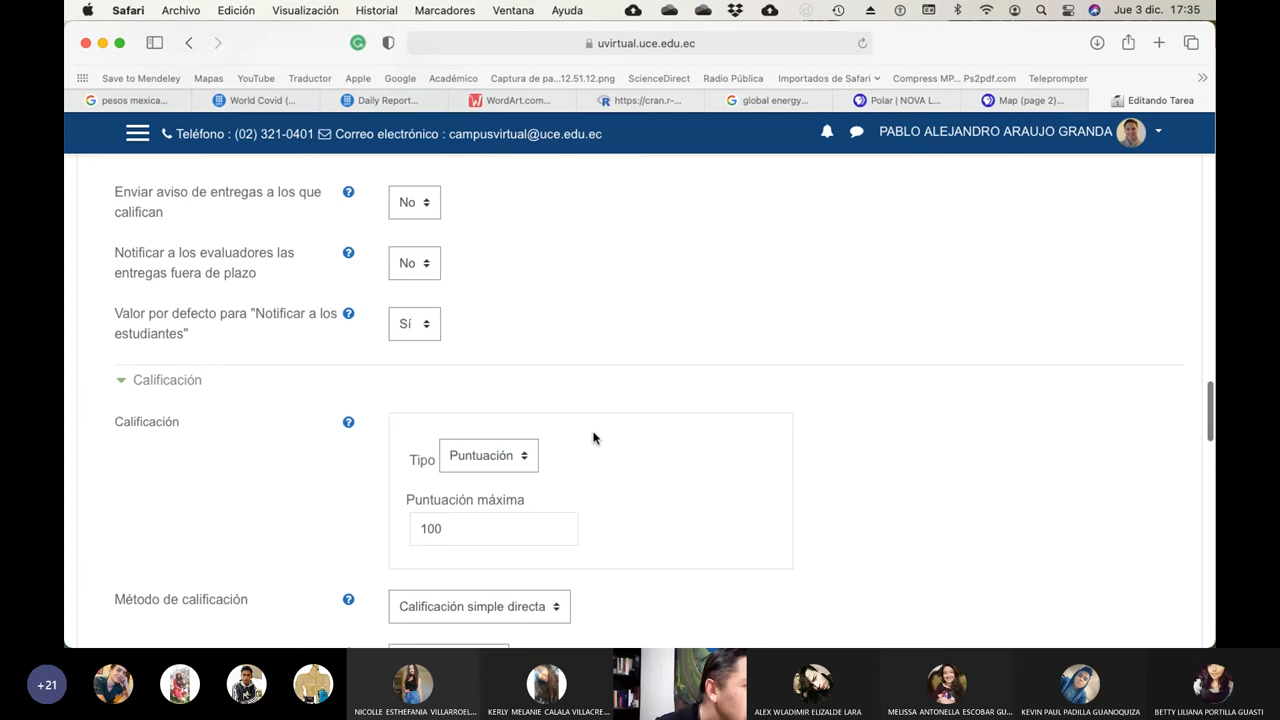 Safari Archivo Edición Visualización Historial Marcadores Ventana Ayuda Jue 3 dic. 17:35
uvirtual.uce.edu.ec
Save to Mendeley Mapas YouTube Traductor Apple Google Académico Captura de pa...12.51.12.png ScienceDirect Radio Pública Importados de Safari Compress MP... Ps2pdf.com Teleprompter
pesos mexica... World Covid (... Daily Report... WordArt.com... https://cran.r-... global energy... Polar | NOVA L... Map (page 2)... Editando Tarea
Teléfono : (02) 321-0401 Correo electrónico : campusvirtual@uce.edu.ec PABLO ALEJANDRO ARAUJO GRANDA
Enviar aviso de entregas a los que
califican
No
Notificar a los evaluadores las
entregas fuera de plazo
No
Valor por defecto para "Notificar a los
estudiantes"
Sí
Calificación
Calificación
Tipo Puntuación
Puntuación máxima
100
Método de calificación Calificación simple directa
+21
NICOLLE ESTHEFANIA VILLARROEL... KERLY MELANIE CALALA VILLACRE... ALEX WLADIMIR ELIZALDE LARA MELISSA ANTONELLA ESCOBAR GU... KEVIN PAUL PADILLA GUANOQUIZA BETTY LILIANA PORTILLA GUASTI